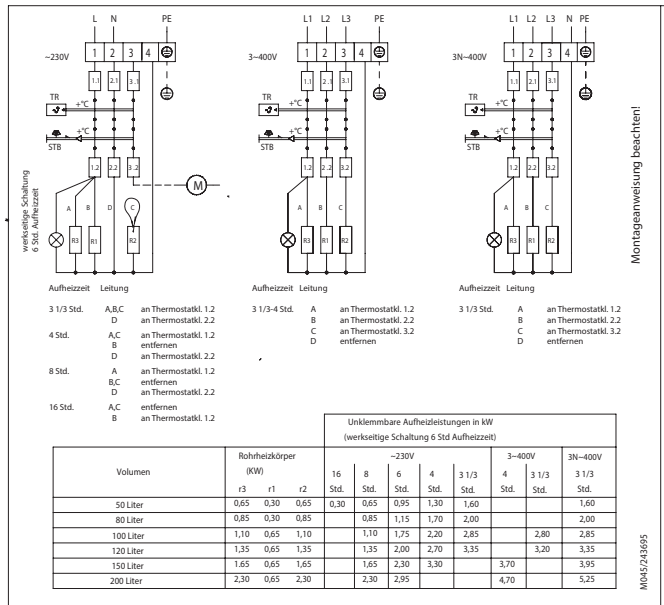 L N PE
L1 L2 L3 PE
L1 L2 L3 N PE
~230V 1 2 3 4
3~400V 1 2 3 4
3N~400V 1 2 3 4
1.1 2.1 3.1
1.1 2.1 3.1
1.1 2.1 3.1
TR +°C
TR +°C
TR +°C
STB +°C
STB +°C
STB +°C
1.2 2.2 3.2
1.2 2.2 3.2
1.2 2.2 3.2
M
A B D C
A B C
A B C
R3 R1 R2
R3 R1 R2
R3 R1 R2
werkseitige Schaltung
6 Std. Aufheizzeit
Montageanweisung beachten!
Aufheizzeit Leitung
3 1/3 Std. A,B,C an Thermostatkl. 1.2
D an Thermostatkl. 2.2
4 Std. A,C an Thermostatkl. 1.2
B entfernen
D an Thermostatkl. 2.2
8 Std. A an Thermostatkl. 1.2
B,C entfernen
D an Thermostatkl. 2.2
16 Std. A,C entfernen
B an Thermostatkl. 1.2
Aufheizzeit Leitung
3 1/3-4 Std. A an Thermostatkl. 1.2
B an Thermostatkl. 2.2
C an Thermostatkl. 3.2
D entfernen
Aufheizzeit Leitung
3 1/3 Std. A an Thermostatkl. 1.2
B an Thermostatkl. 2.2
C an Thermostatkl. 3.2
D entfernen
Unklemmbare Aufheizleistungen in kW
(werkseitige Schaltung 6 Std Aufheizzeit)
Volumen Rohrheizkörper ~230V 3~400V 3N~400V
(KW) 16 8 6 4 3 1/3 4 3 1/3 3 1/3
r3 r1 r2 Std. Std. Std. Std. Std. Std. Std. Std.
50 Liter 0,65 0,30 0,65 0,30 0,65 0,95 1,30 1,60 1,60
80 Liter 0,85 0,30 0,85 0,85 1,15 1,70 2,00 2,00
100 Liter 1,10 0,65 1,10 1,10 1,75 2,20 2,85 2,80 2,85
120 Liter 1,35 0,65 1,35 1,35 2,00 2,70 3,35 3,20 3,35
150 Liter 1.65 0,65 1,65 1,65 2,30 3,30 3,70 3,95
200 Liter 2,30 0,65 2,30 2,30 2,95 4,70 5,25
M045/243695